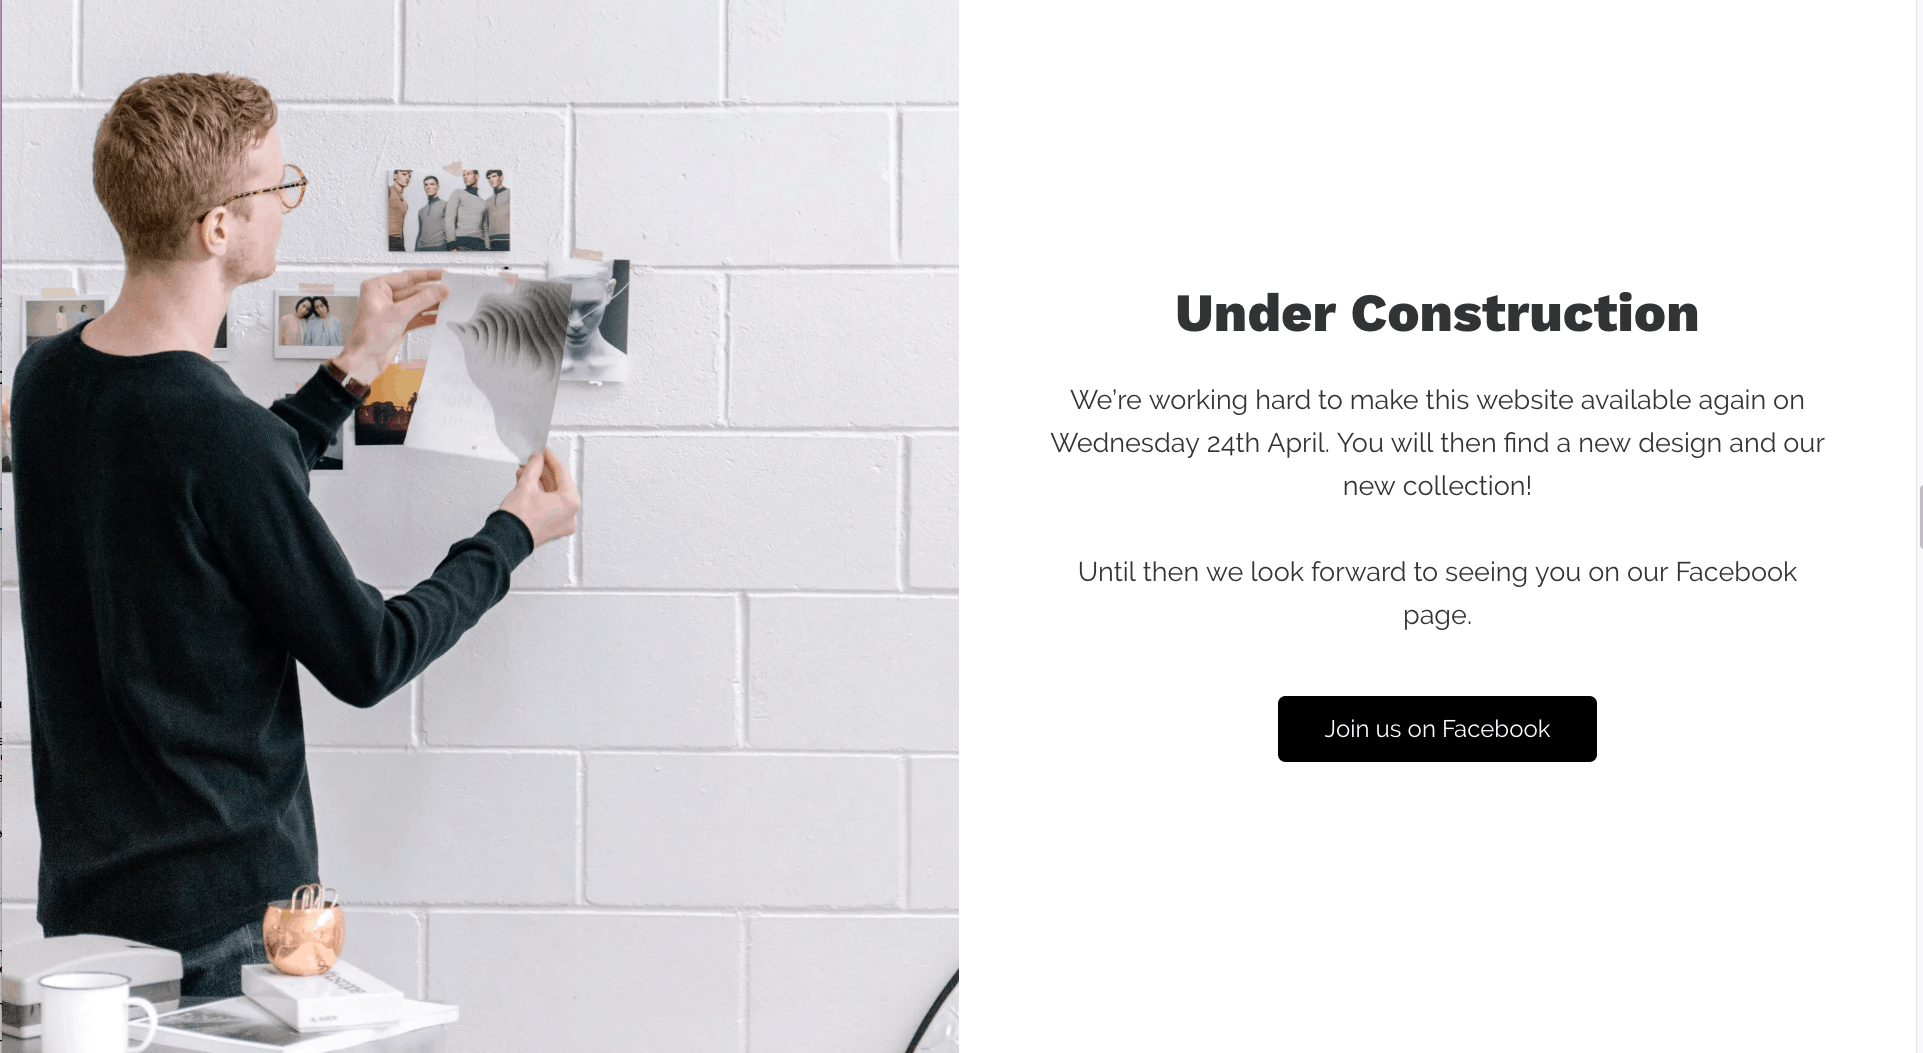 Under Construction
We’re working hard to make this website available again on
Wednesday 24th April. You will then find a new design and our
new collection!
Until then we look forward to seeing you on our Facebook
page.
Join us on Facebook